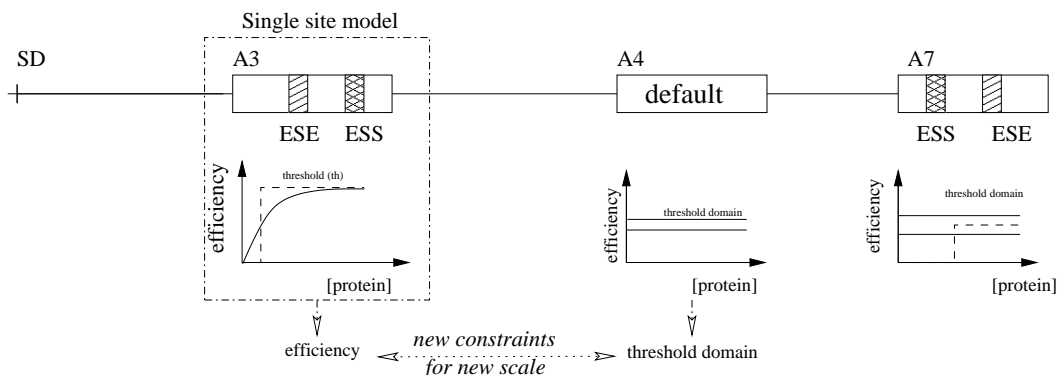 Single site model
SD
A3
A4
A7
default
ESE
ESS
ESS
ESE
efficiency
threshold (th)
[protein]
efficiency
threshold domain
[protein]
efficiency
threshold domain
[protein]
efficiency
new constraints
for new scale
threshold domain